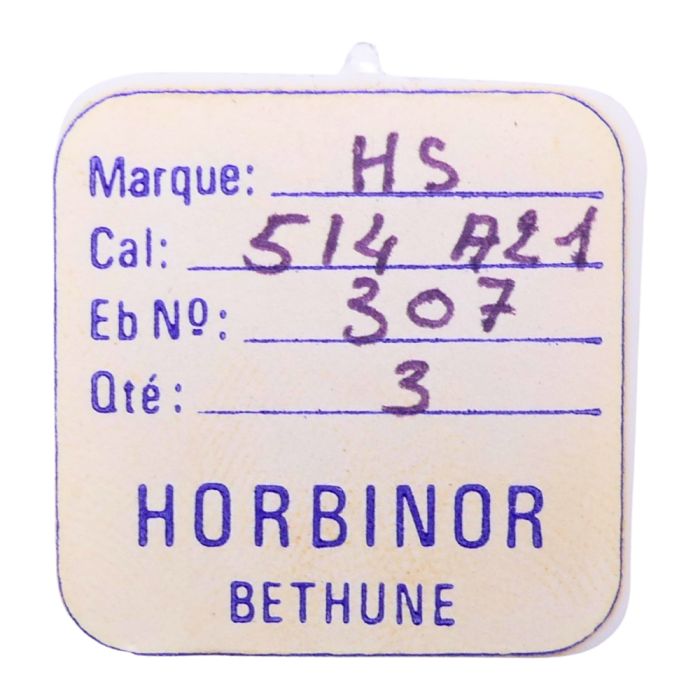 Marque: HS
Cal: 514 A21
Eb Nº: 307
Qté: 3
HORBINOR
BETHUNE